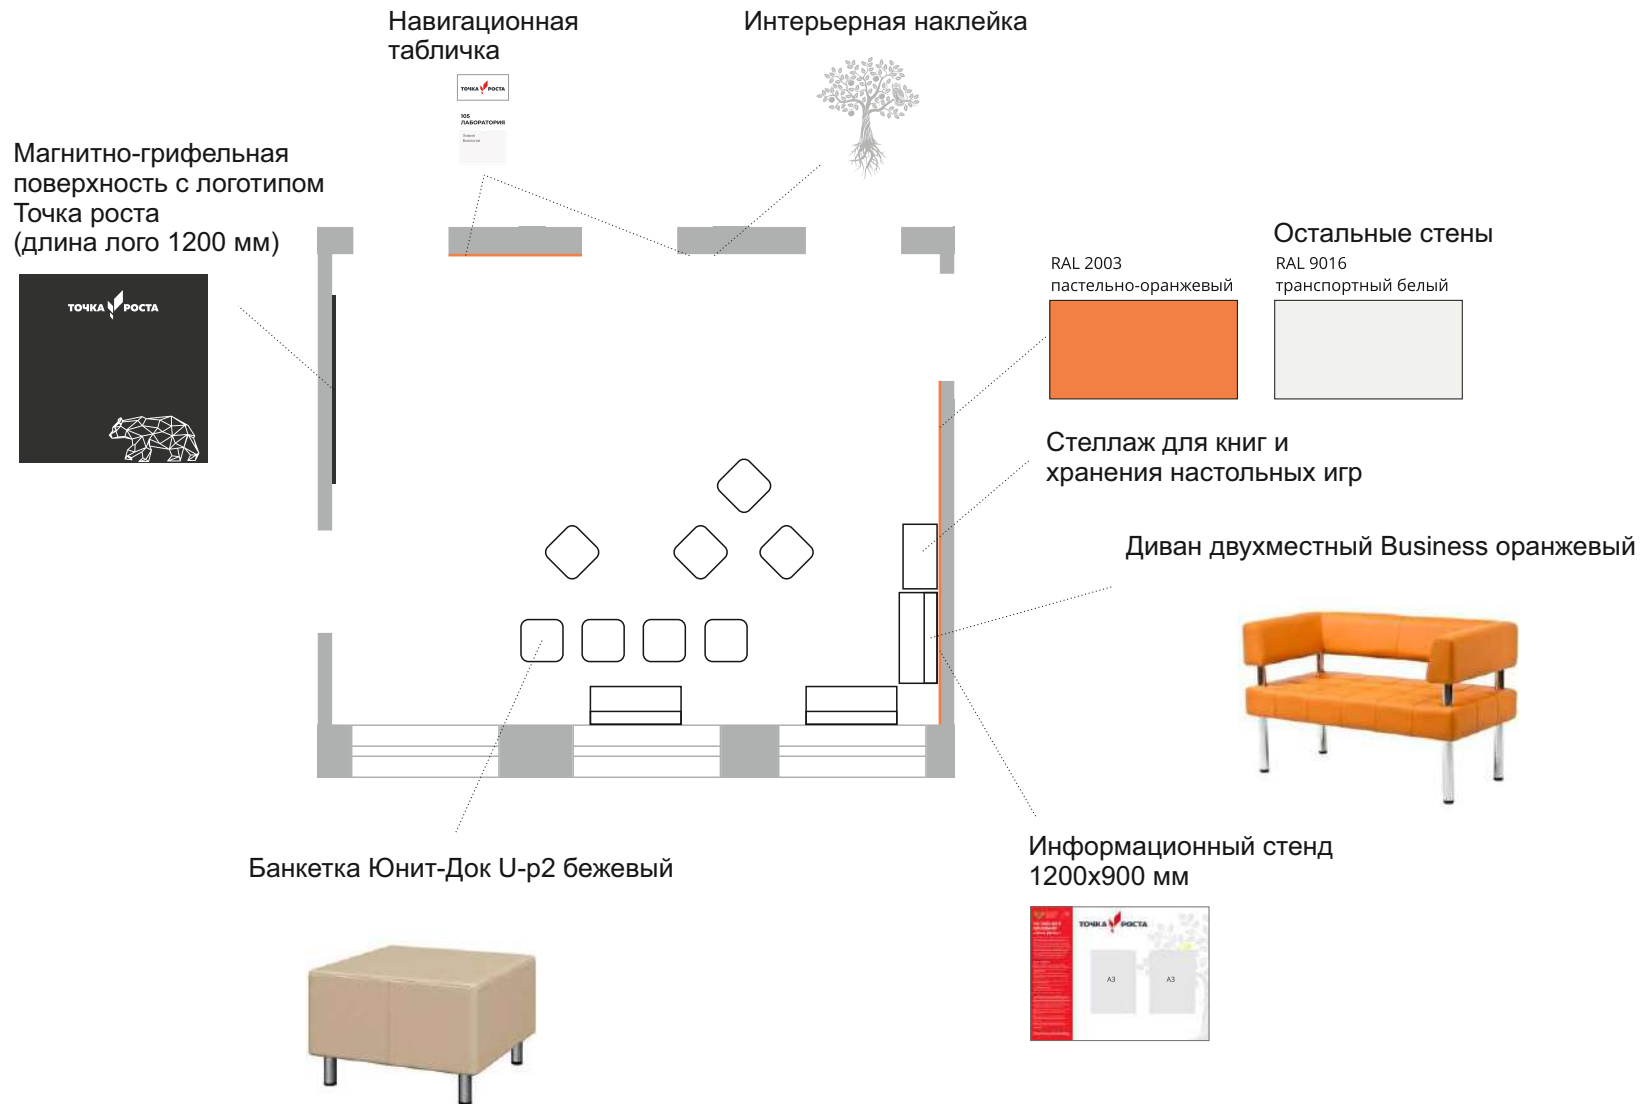 Навигационная
табличка
ТОЧКА РОСТА
105
ЛАБОРАТОРИЯ
Интерьерная наклейка
Магнитно-грифельная
поверхность с логотипом
Точка роста
(длина лого 1200 мм)
ТОЧКА РОСТА
Остальные стены
RAL 2003
пастельно-оранжевый
RAL 9016
транспортный белый
Стеллаж для книг и
хранения настольных игр
Диван двухместный Business оранжевый
Банкетка Юнит-Док U-р2 бежевый
Информационный стенд
1200х900 мм
ТОЧКА РОСТА
А3
А3